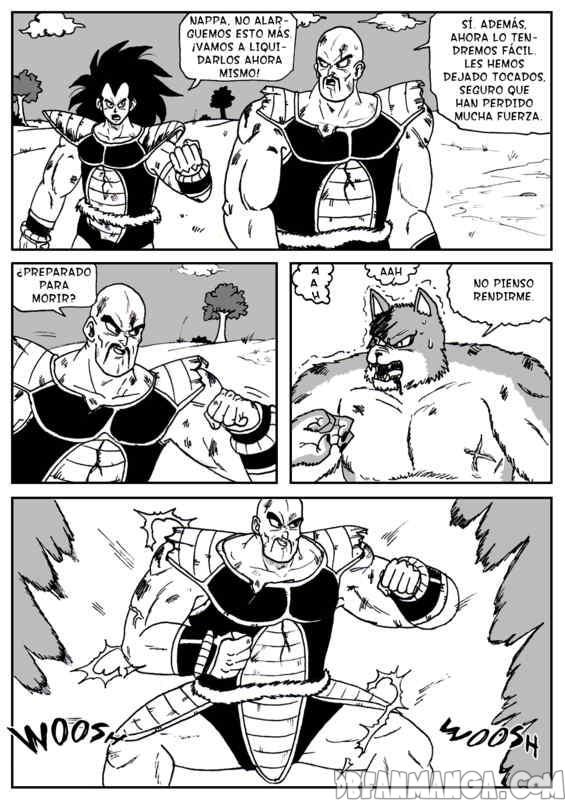 NAPPA, NO ALAR-
GUEMOS ESTO MÁS.
¡VAMOS A LIQUI-
DARLOS AHORA
MISMO!
SÍ. ADEMÁS,
AHORA LO TEN-
DREMOS FÁCIL.
LES HEMOS
DEJADO TOCADOS.
SEGURO QUE
HAN PERDIDO
MUCHA FUERZA.
¿PREPARADO
PARA
MORIR?
AAH
AAH
NO PIENSO
RENDIRME.
WOOSH
WOOSH
DBFANMANGA.COM